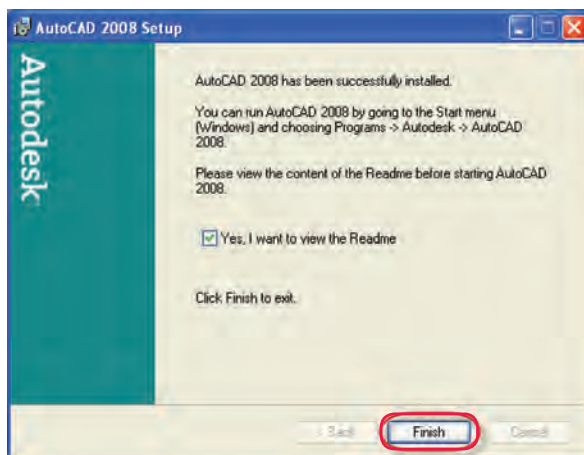 AutoCAD 2008 Setup
Autodesk
AutoCAD 2008 has been successfully installed.
You can run AutoCAD 2008 by going to the Start menu
(Windows) and choosing Programs -> Autodesk -> AutoCAD
2008.
Please view the content of the Readme before starting AutoCAD
2008.
Yes, I want to view the Readme
Click Finish to exit.
Back Finish Cancel